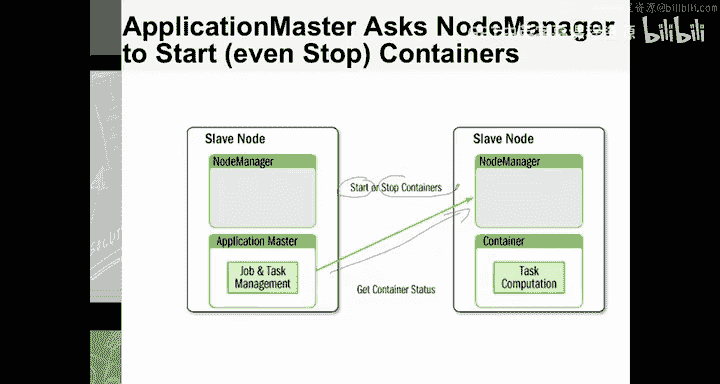 ApplicationMaster Asks NodeManager
to Start (even Stop) Containers
bilibili
Slave Node
NodeManager
Application Master
Job & Task
Management
Start or Stop Containers
Get Container Status
Slave Node
NodeManager
Container
Task
Computation